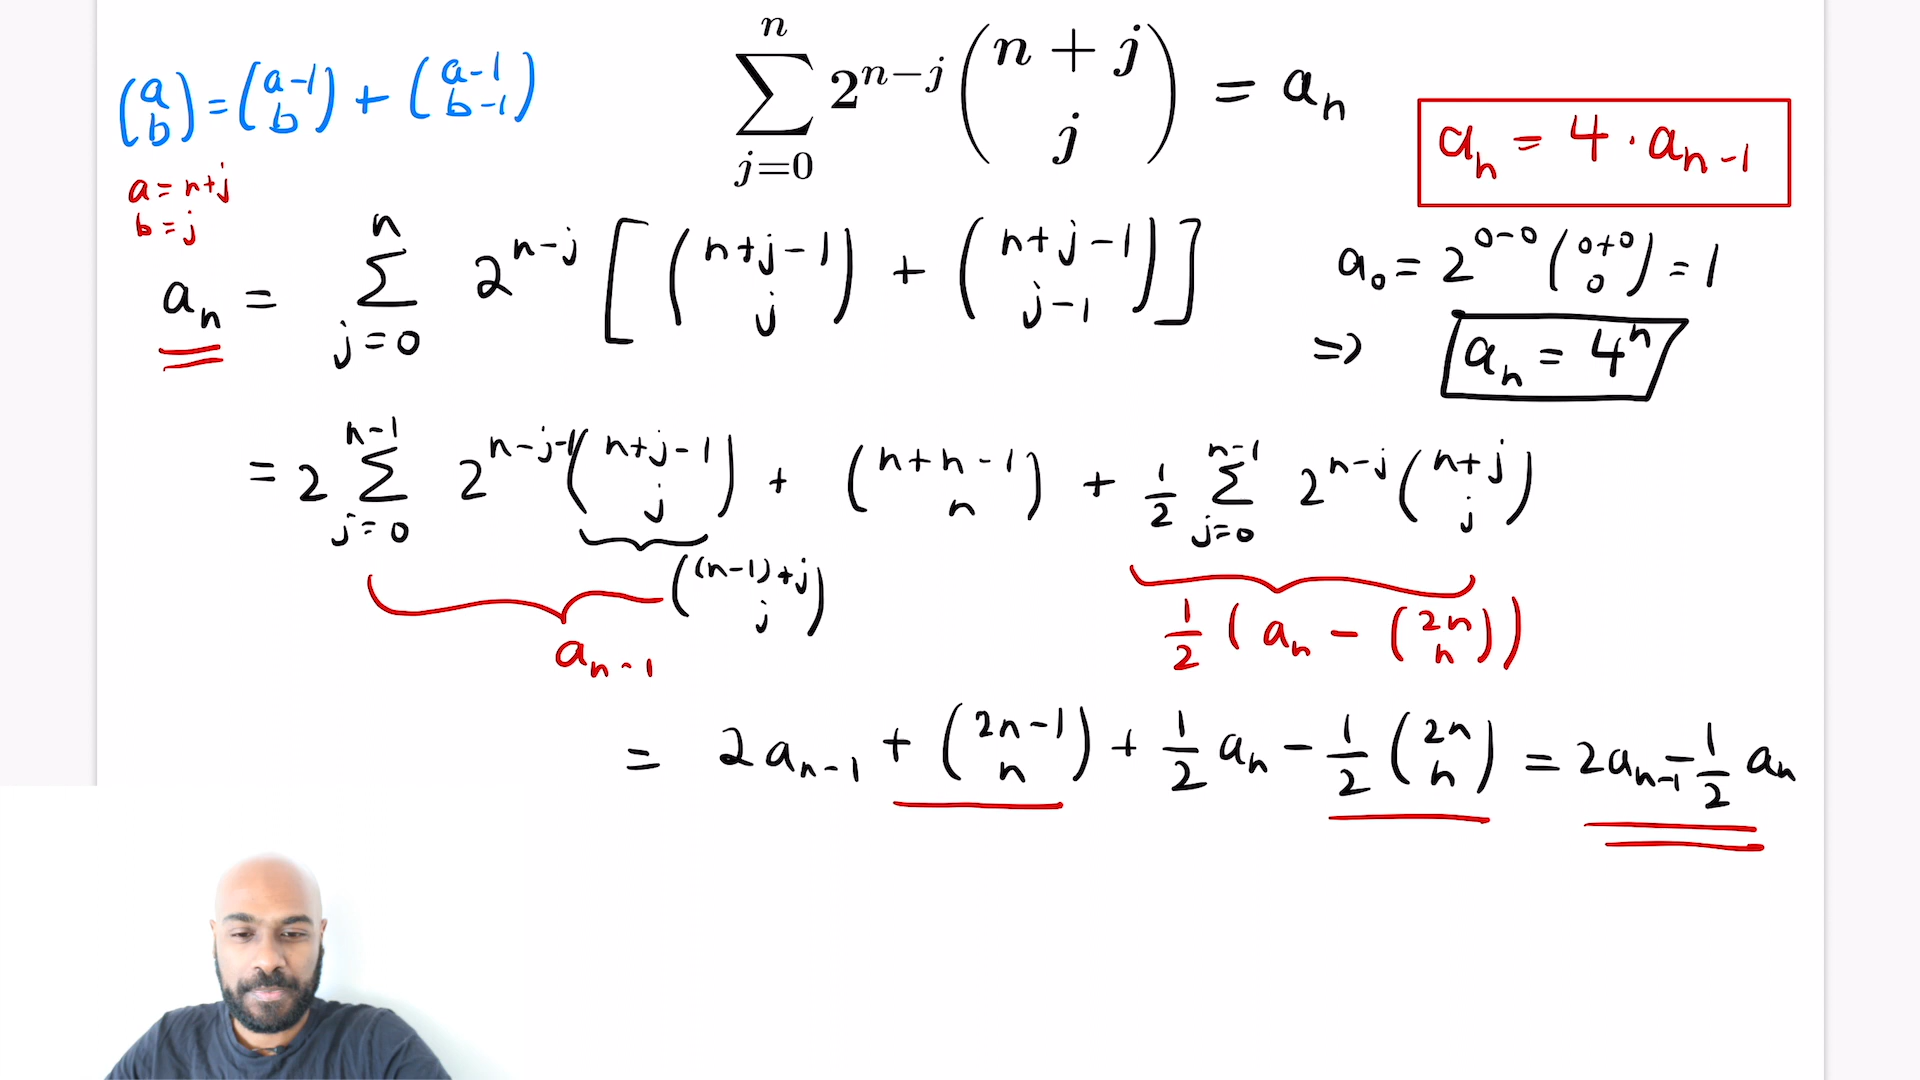 (a b) = (a-1 b) + (a-1 b-1)
∑_{j=0}^{n} 2^{n-j} (n+j j) = a_n
a_n = 4 · a_{n-1}
a = n+j
b = j
a_n = ∑_{j=0}^{n} 2^{n-j} [ (n+j-1 j) + (n+j-1 j-1) ]
a_0 = 2^{0-0} (0+0 0) = 1
⇒ a_n = 4^n
= 2 ∑_{j=0}^{n-1} 2^{n-j-1} (n+j-1 j) + (n+n-1 n) + 1/2 ∑_{j=0}^{n-1} 2^{n-j} (n+j j)
((n-1)+j j)
a_{n-1}
1/2 ( a_n - (2n n) )
= 2a_{n-1} + (2n-1 n) + 1/2 a_n - 1/2 (2n n) = 2a_{n-1} - 1/2 a_n